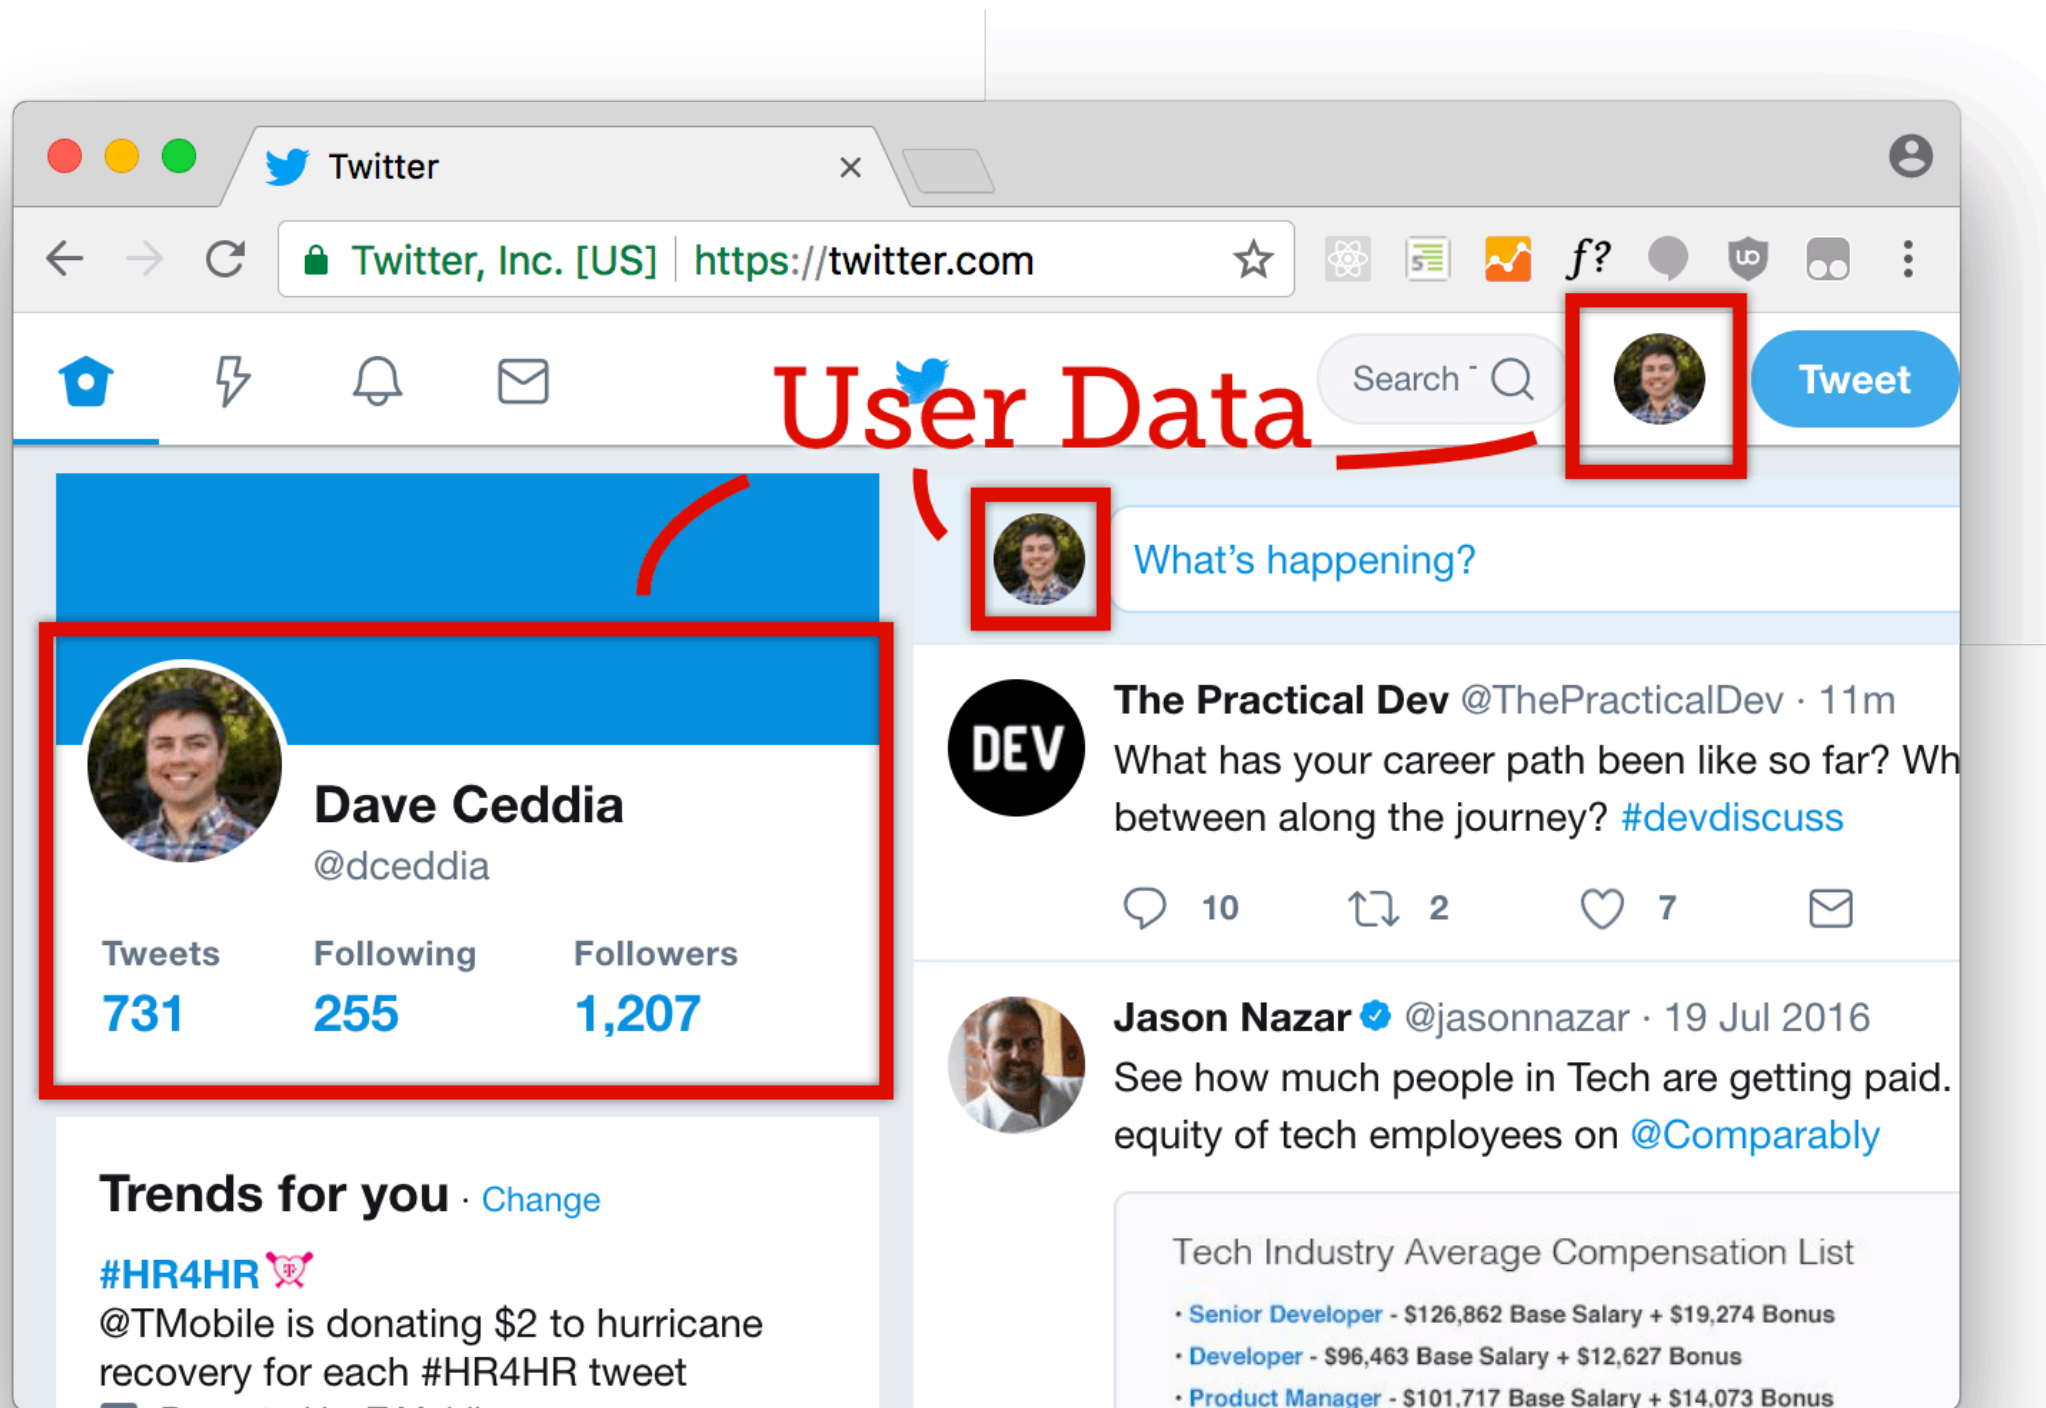 Twitter
Twitter, Inc. [US] https://twitter.com
f?
User Data
Search
Tweet
What's happening?
Dave Ceddia
@dceddia
Tweets Following Followers
731 255 1,207
Trends for you · Change
#HR4HR
@TMobile is donating $2 to hurricane
recovery for each #HR4HR tweet
DEV
The Practical Dev @ThePracticalDev · 11m
What has your career path been like so far? Wh
between along the journey? #devdiscuss
10 2 7
Jason Nazar @jasonnazar · 19 Jul 2016
See how much people in Tech are getting paid.
equity of tech employees on @Comparably
Tech Industry Average Compensation List
• Senior Developer - $126,862 Base Salary + $19,274 Bonus
• Developer - $96,463 Base Salary + $12,627 Bonus
• Product Manager - $101,717 Base Salary + $14,073 Bonus